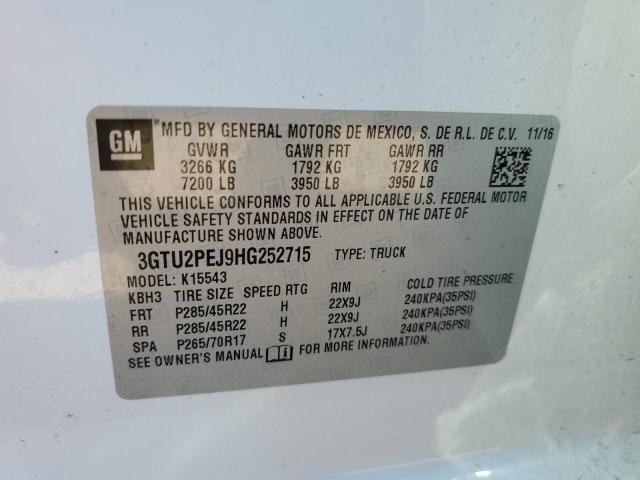 GM
MFD BY GENERAL MOTORS DE MEXICO, S. DE R.L. DE C.V. 11/16
GVWR GAWR FRT GAWR RR
3266 KG 1792 KG 1792 KG
7200 LB 3950 LB 3950 LB
THIS VEHICLE CONFORMS TO ALL APPLICABLE U.S. FEDERAL MOTOR
VEHICLE SAFETY STANDARDS IN EFFECT ON THE DATE OF
MANUFACTURE SHOWN ABOVE.
3GTU2PEJ9HG252715 TYPE: TRUCK
MODEL: K15543
KBH3 TIRE SIZE SPEED RTG RIM COLD TIRE PRESSURE
FRT P285/45R22 H 22X9J 240KPA(35PSI)
RR P285/45R22 H 22X9J 240KPA(35PSI)
SPA P265/70R17 S 17X7.5J 240KPA(35PSI)
SEE OWNER'S MANUAL FOR MORE INFORMATION.